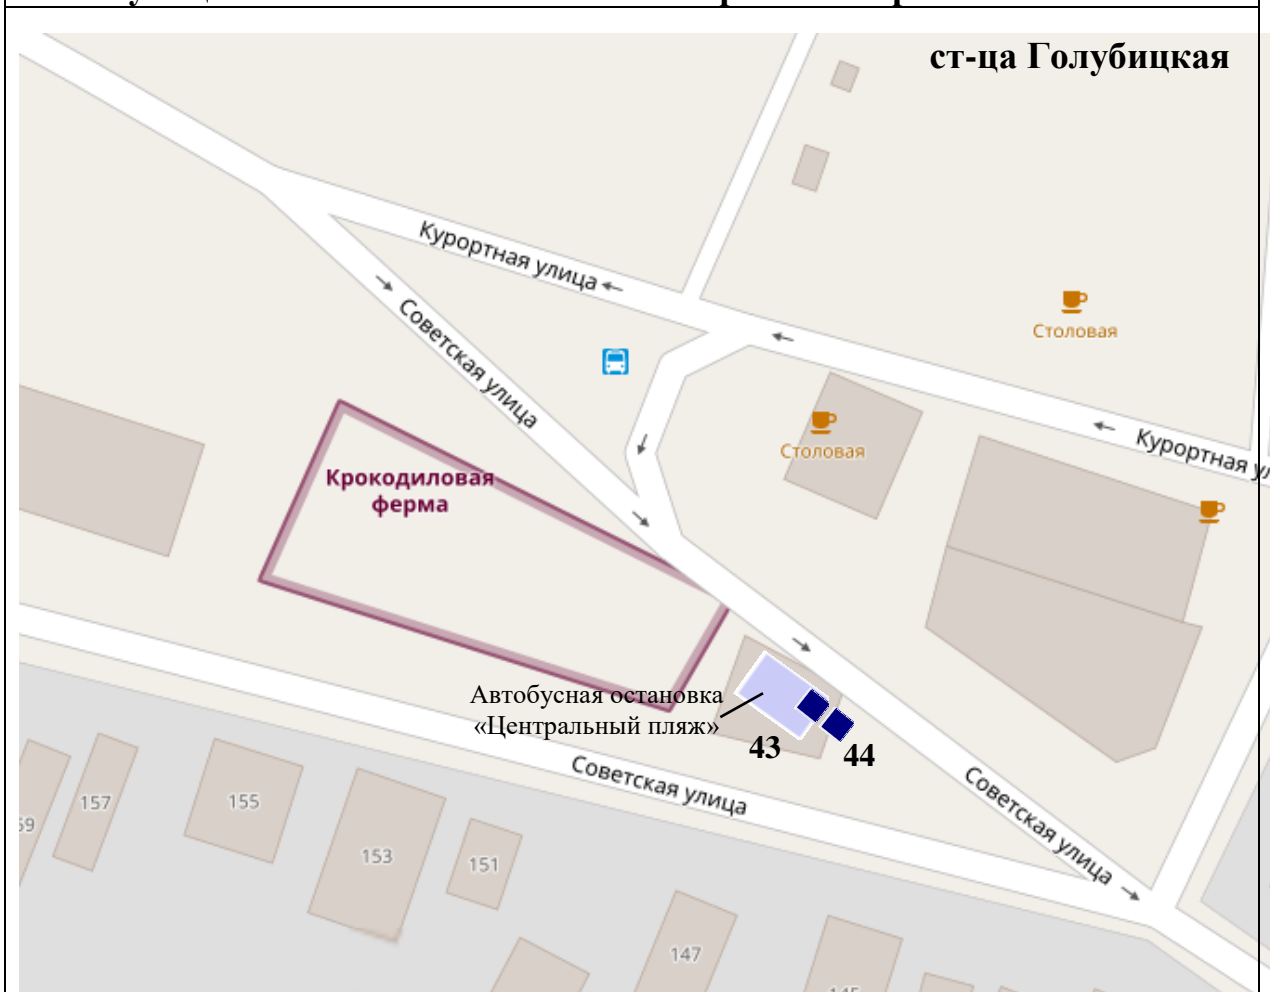 ст-ца Голубицкая
Курортная улица
Столовая
Советская улица
Столовая
Курортная
Крокодиловая
ферма
Автобусная остановка
«Центральный пляж»
43
44
Советская улица
Советская улица
157
155
153
151
147